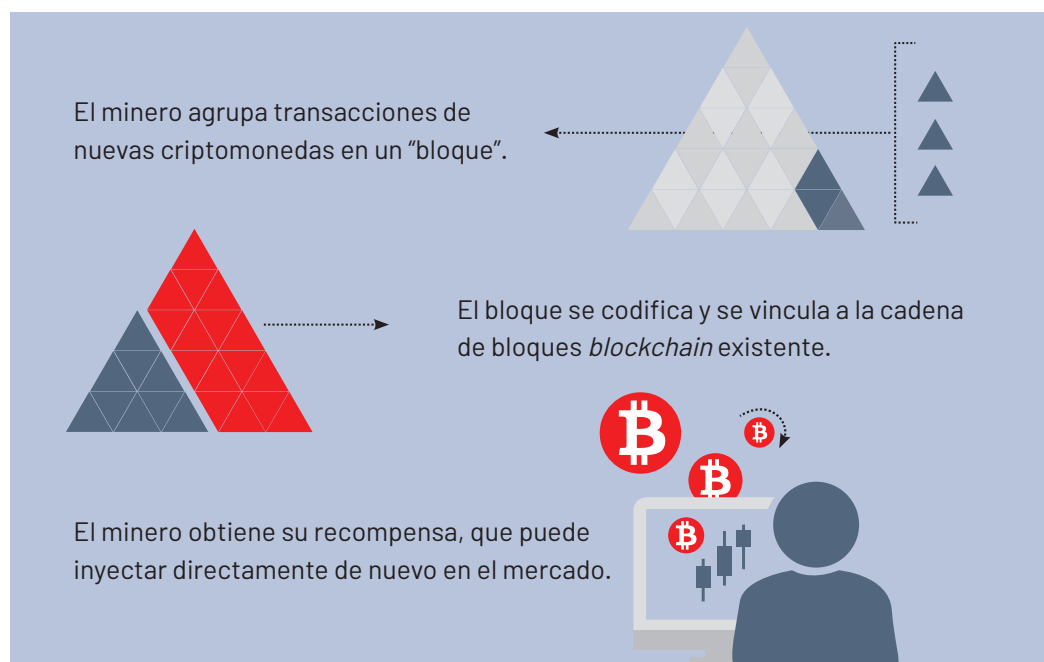 El minero agrupa transacciones de
nuevas criptomonedas en un “bloque”.
El bloque se codifica y se vincula a la cadena
de bloques blockchain existente.
El minero obtiene su recompensa, que puede
inyectar directamente de nuevo en el mercado.